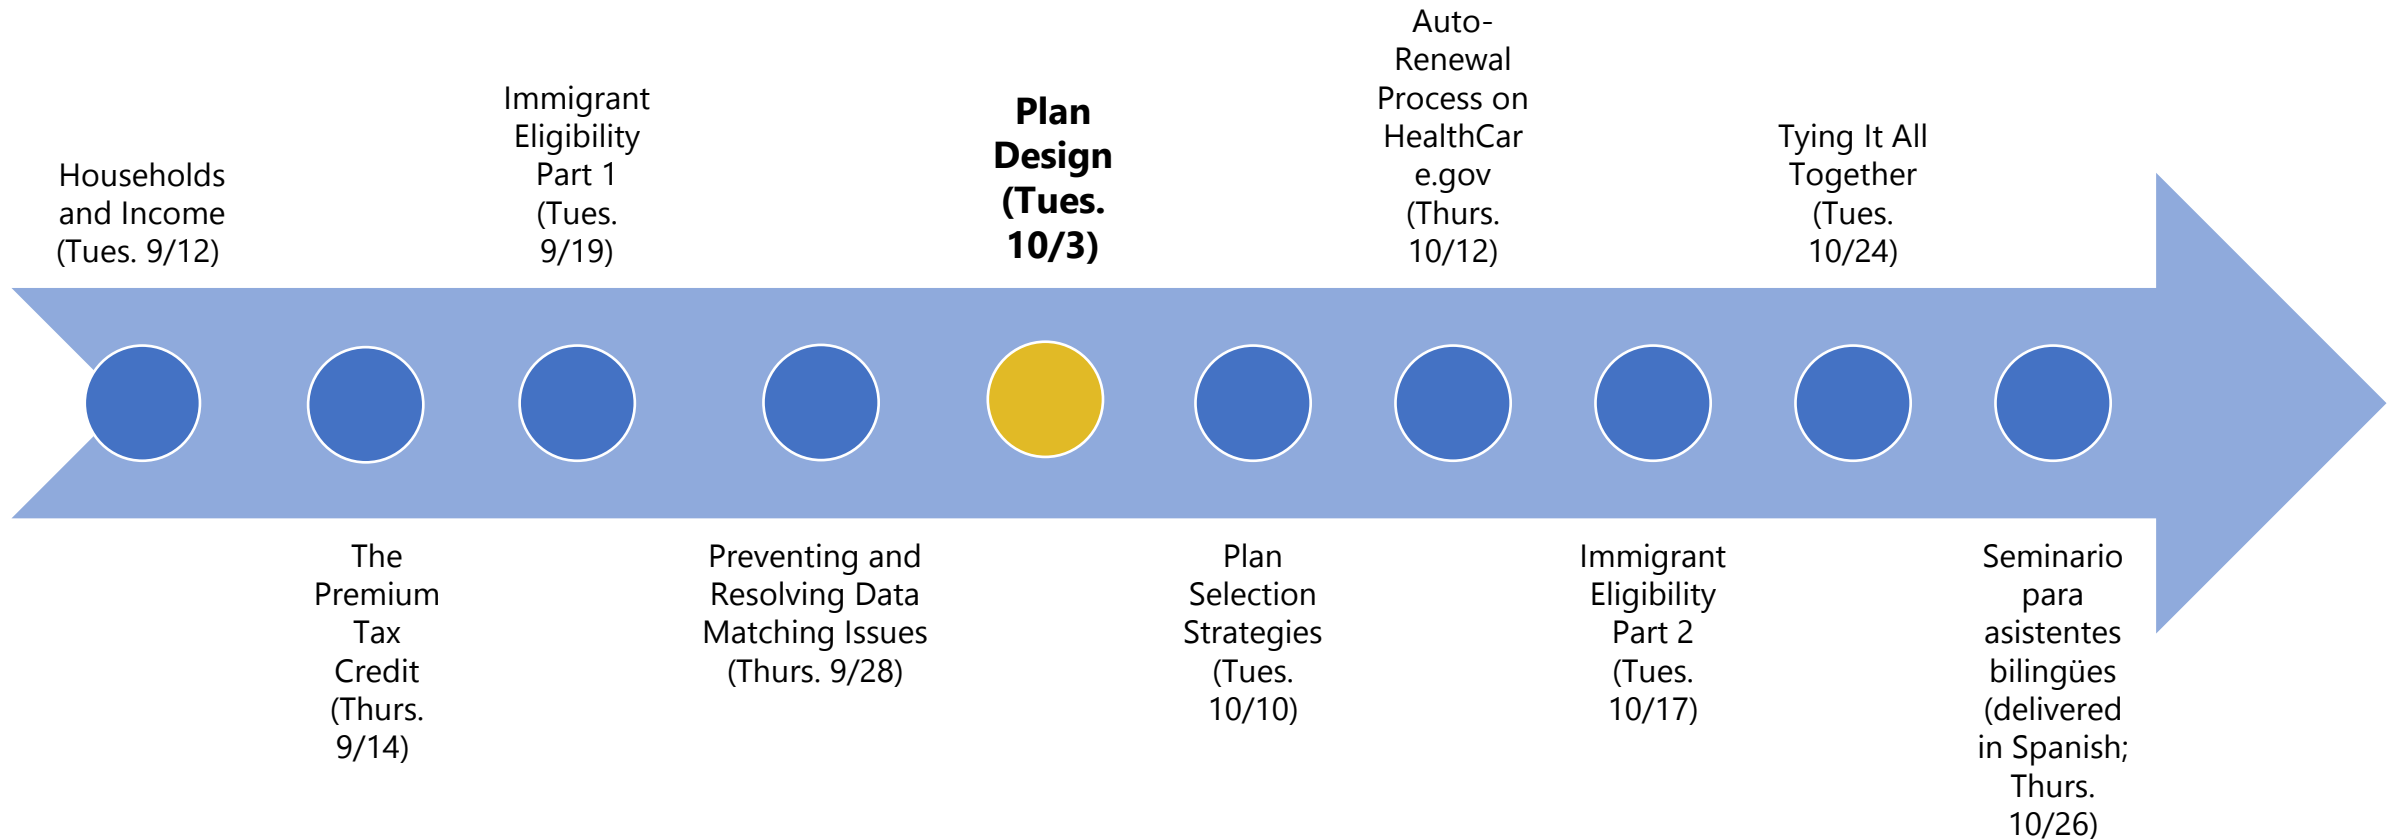 Households
and Income
(Tues. 9/12)
The
Premium
Tax
Credit
(Thurs.
9/14)
Immigrant
Eligibility
Part 1
(Tues.
9/19)
Preventing and
Resolving Data
Matching Issues
(Thurs. 9/28)
Plan
Design
(Tues.
10/3)
Plan
Selection
Strategies
(Tues.
10/10)
Auto-
Renewal
Process on
HealthCar
e.gov
(Thurs.
10/12)
Immigrant
Eligibility
Part 2
(Tues.
10/17)
Tying It All
Together
(Tues.
10/24)
Seminario
para
asistentes
bilingües
(delivered
in Spanish;
Thurs.
10/26)